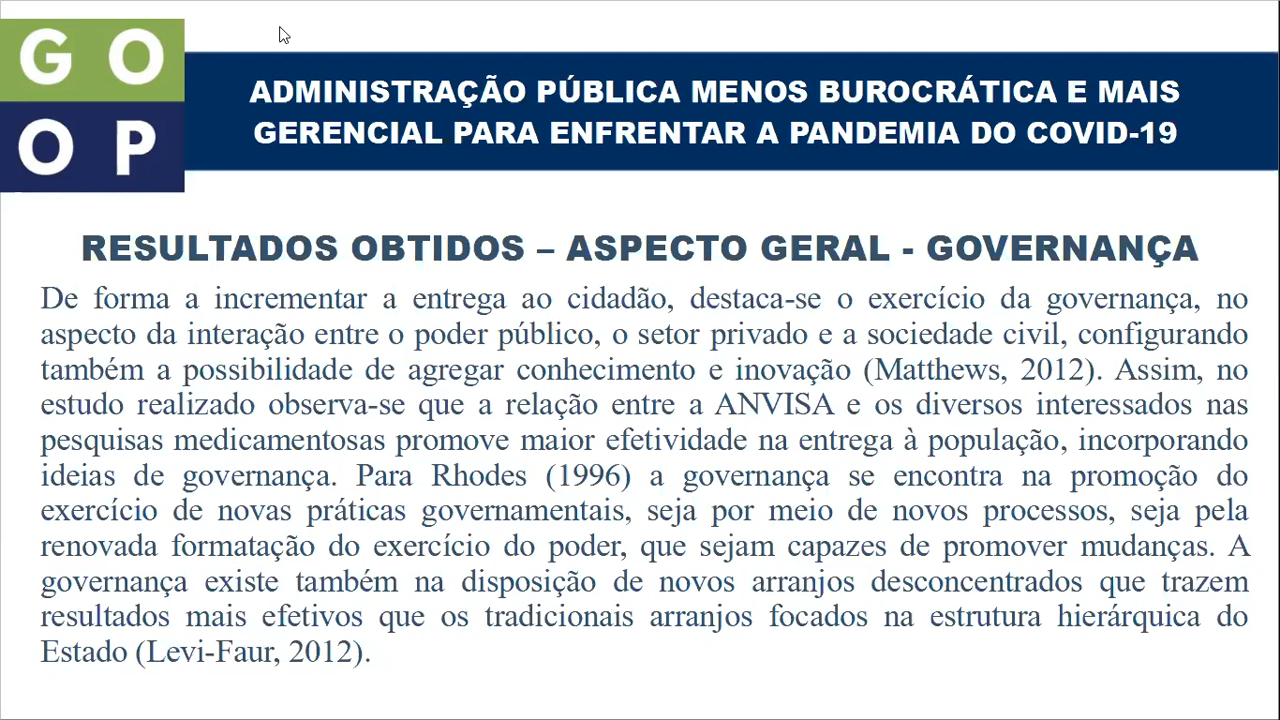 G O
O P
ADMINISTRAÇÃO PÚBLICA MENOS BUROCRÁTICA E MAIS
GERENCIAL PARA ENFRENTAR A PANDEMIA DO COVID-19
RESULTADOS OBTIDOS – ASPECTO GERAL - GOVERNANÇA
De forma a incrementar a entrega ao cidadão, destaca-se o exercício da governança, no
aspecto da interação entre o poder público, o setor privado e a sociedade civil, configurando
também a possibilidade de agregar conhecimento e inovação (Matthews, 2012). Assim, no
estudo realizado observa-se que a relação entre a ANVISA e os diversos interessados nas
pesquisas medicamentosas promove maior efetividade na entrega à população, incorporando
ideias de governança. Para Rhodes (1996) a governança se encontra na promoção do
exercício de novas práticas governamentais, seja por meio de novos processos, seja pela
renovada formatação do exercício do poder, que sejam capazes de promover mudanças. A
governança existe também na disposição de novos arranjos desconcentrados que trazem
resultados mais efetivos que os tradicionais arranjos focados na estrutura hierárquica do
Estado (Levi-Faur, 2012).